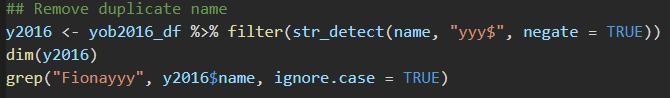 ## Remove duplicate name
y2016 <- yob2016_df %>% filter(str_detect(name, "yyy$", negate = TRUE))
dim(y2016)
grep("Fionayyy", y2016$name, ignore.case = TRUE)